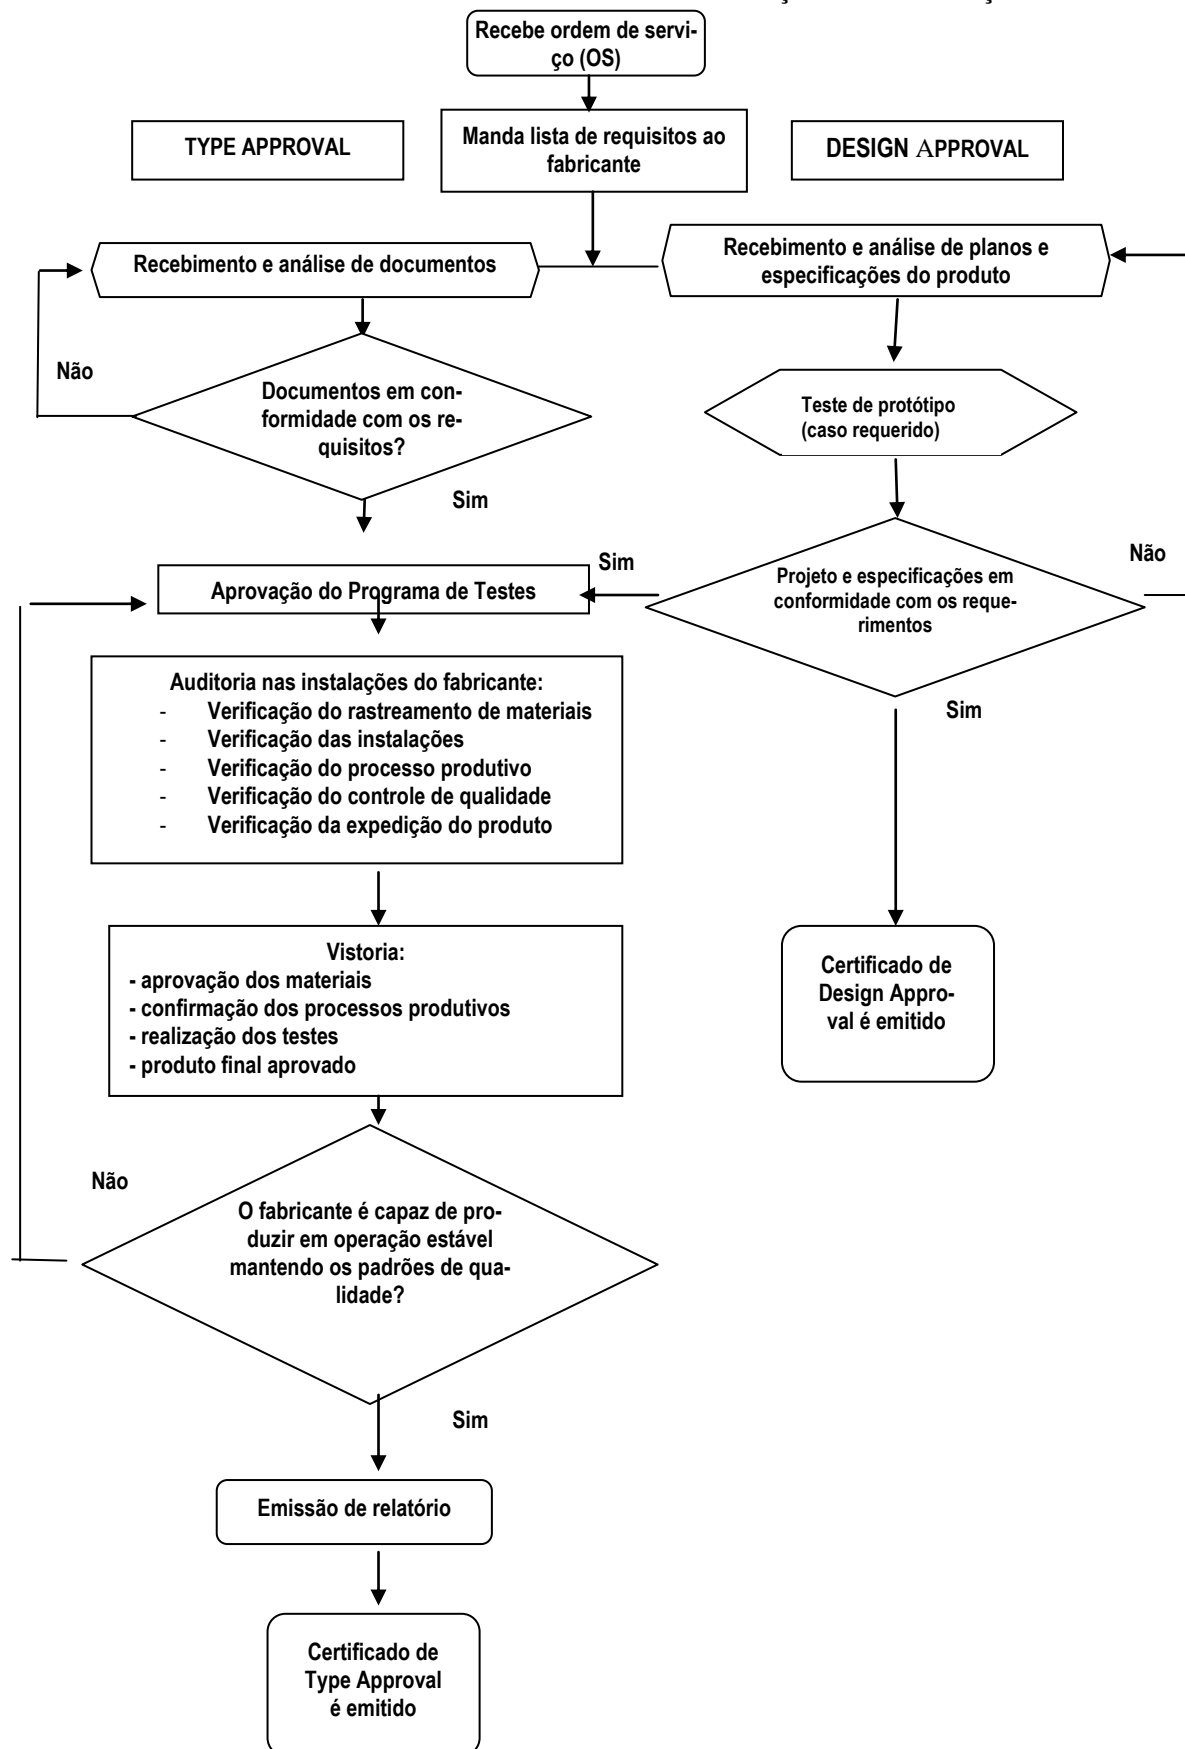 Recebe ordem de servi-
ço (OS)
TYPE APPROVAL
Manda lista de requisitos ao
fabricante
DESIGN APPROVAL
Recebimento e análise de documentos
Recebimento e análise de planos e
especificações do produto
Não
Documentos em con-
formidade com os re-
quisitos?
Teste de protótipo
(caso requerido)
Sim
Aprovação do Programa de Testes
Sim
Projeto e especificações em
conformidade com os reque-
rimentos
Não
Auditoria nas instalações do fabricante:
- Verificação do rastreamento de materiais
- Verificação das instalações
- Verificação do processo produtivo
- Verificação do controle de qualidade
- Verificação da expedição do produto
Sim
Vistoria:
- aprovação dos materiais
- confirmação dos processos produtivos
- realização dos testes
- produto final aprovado
Certificado de
Design Appro-
val é emitido
Não
O fabricante é capaz de pro-
duzir em operação estável
mantendo os padrões de qua-
lidade?
Sim
Emissão de relatório
Certificado de
Type Approval
é emitido